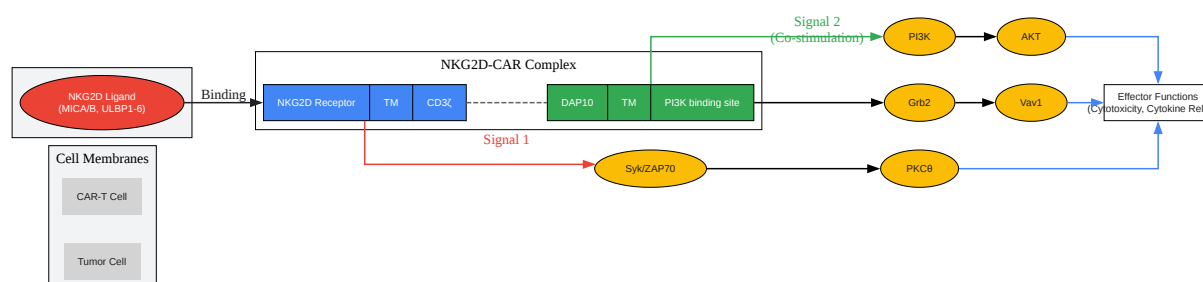 Signal 2
(Co-stimulation)
PI3K
AKT
NKG2D-CAR Complex
NKG2D Ligand
(MICA/B, ULBP1-6)
Binding
NKG2D Receptor
TM
CD3ζ
DAP10
TM
PI3K binding site
Grb2
Vav1
Effector Functions
(Cytotoxicity, Cytokine Rel
Signal 1
Cell Membranes
Syk/ZAP70
PKCθ
CAR-T Cell
Tumor Cell